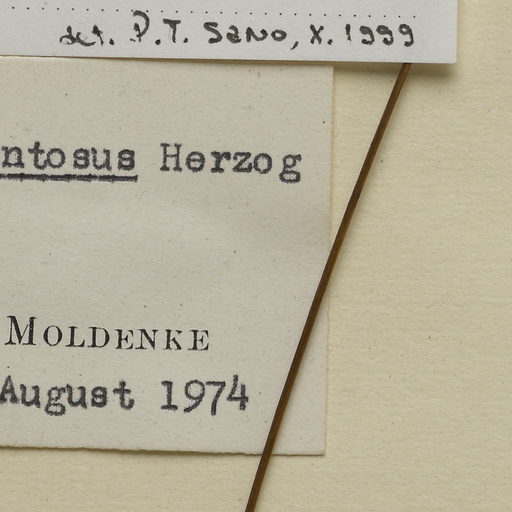 det. P.T. Sano, X. 1999
ntosus Herzog
MOLDENKE
August 1974